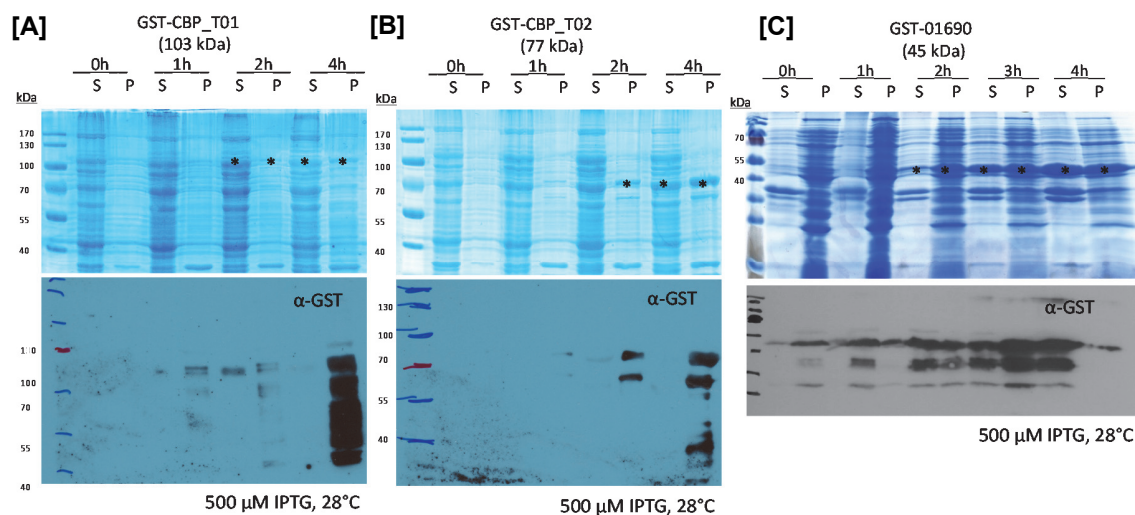 [A]
GST-CBP_T01
(103 kDa)
0h 1h 2h 4h
S P S P S P S P
kDa
170
130
100
70
55
40
α-GST
100
70
55
40
500 µM IPTG, 28°C
[B]
GST-CBP_T02
(77 kDa)
0h 1h 2h 4h
S P S P S P S P
kDa
170
130
100
70
55
40
* * *
α-GST
130
100
70
55
40
500 µM IPTG, 28°C
[C]
GST-01690
(45 kDa)
0h 1h 2h 3h 4h
S P S P S P S P S P
kDa
70
55
40
* * * * * *
α-GST
500 µM IPTG, 28°C